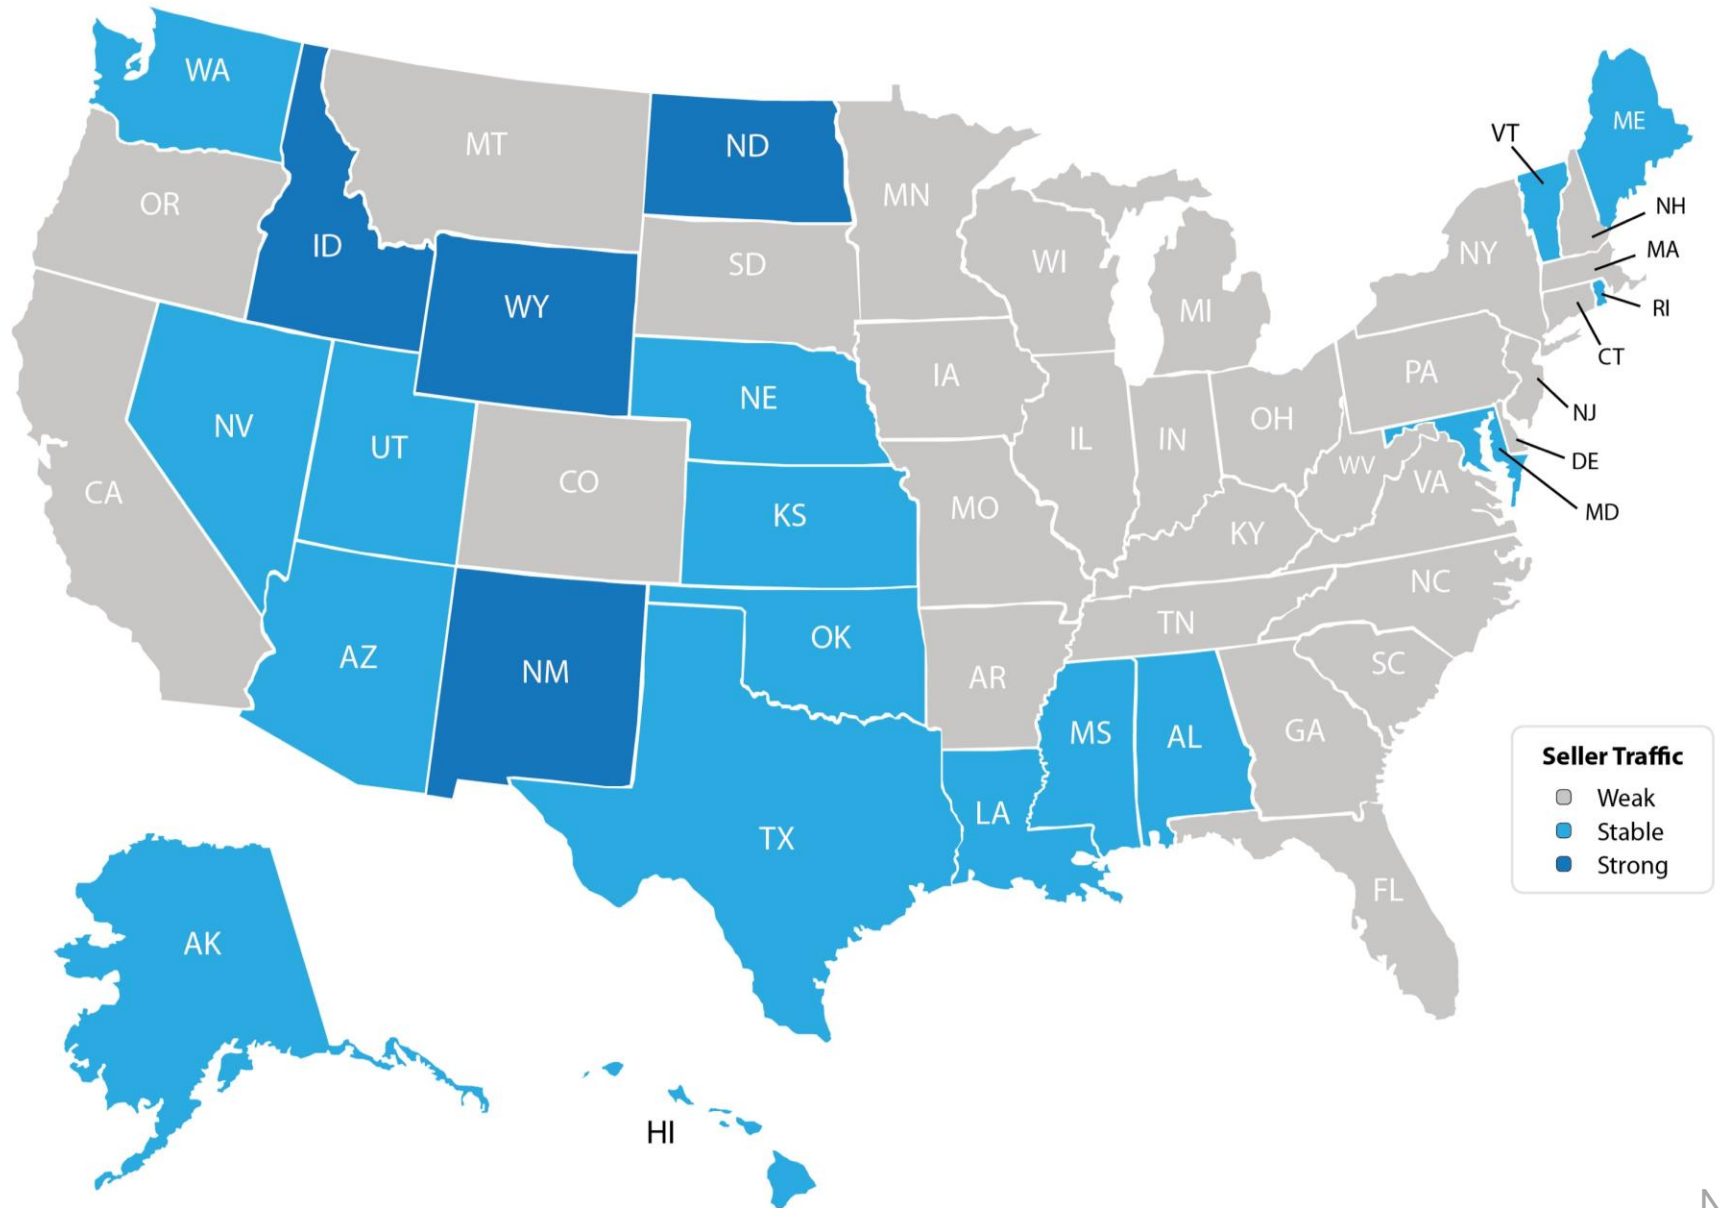 WA
MT
ND
MN
OR
ID
WY
SD
WI
MI
NY
VT
ME
NH
MA
RI
CT
NJ
DE
MD
PA
CA
NV
UT
CO
NE
IA
KS
MO
IL
IN
OH
WV
VA
KY
NC
TN
SC
AZ
NM
OK
AR
MS
AL
GA
TX
LA
FL
AK
HI
Seller Traffic
Weak
Stable
Strong